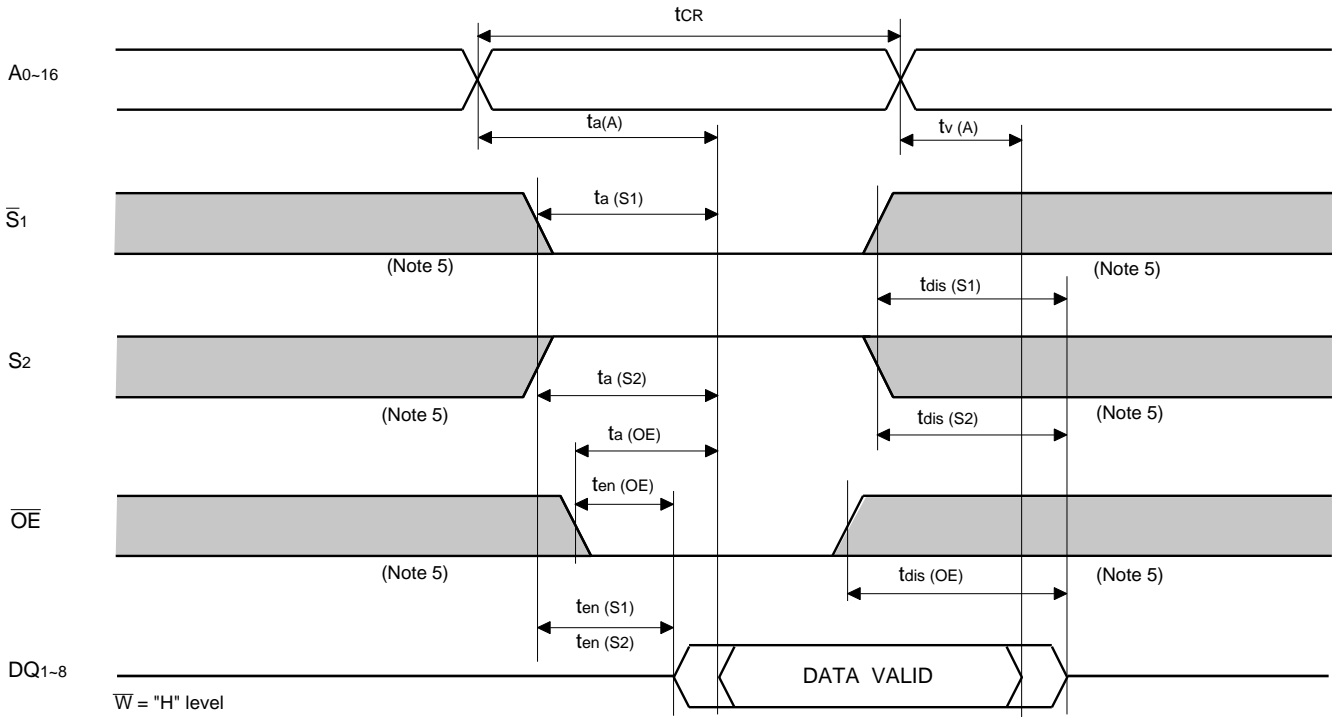 tCR
A0~16
ta(A)
tv (A)
ta (S1)
S̅1
(Note 5)
(Note 5)
tdis (S1)
S2
ta (S2)
(Note 5)
(Note 5)
tdis (S2)
ta (OE)
ten (OE)
O̅E̅
(Note 5)
(Note 5)
tdis (OE)
ten (S1)
ten (S2)
DQ1~8
DATA VALID
W̅ = "H" level